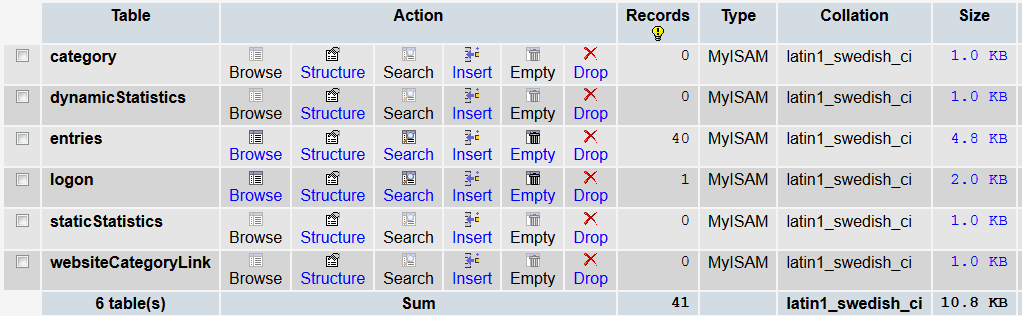 Table Action Records Type Collation Size
category Browse Structure Search Insert Empty Drop 0 MyISAM latin1_swedish_ci 1.0 KB
dynamicStatistics Browse Structure Search Insert Empty Drop 0 MyISAM latin1_swedish_ci 1.0 KB
entries Browse Structure Search Insert Empty Drop 40 MyISAM latin1_swedish_ci 4.8 KB
logon Browse Structure Search Insert Empty Drop 1 MyISAM latin1_swedish_ci 2.0 KB
staticStatistics Browse Structure Search Insert Empty Drop 0 MyISAM latin1_swedish_ci 1.0 KB
websiteCategoryLink Browse Structure Search Insert Empty Drop 0 MyISAM latin1_swedish_ci 1.0 KB
6 table(s) Sum 41 latin1_swedish_ci 10.8 KB